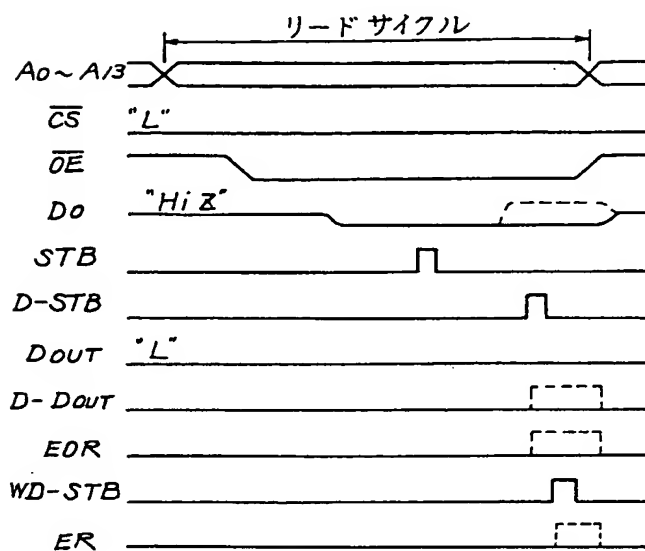 リードサイクル
A0～A13
CS "L"
OE
Do "Hi Z"
STB
D-STB
DOUT "L"
D-DOUT
EOR
WD-STB
ER